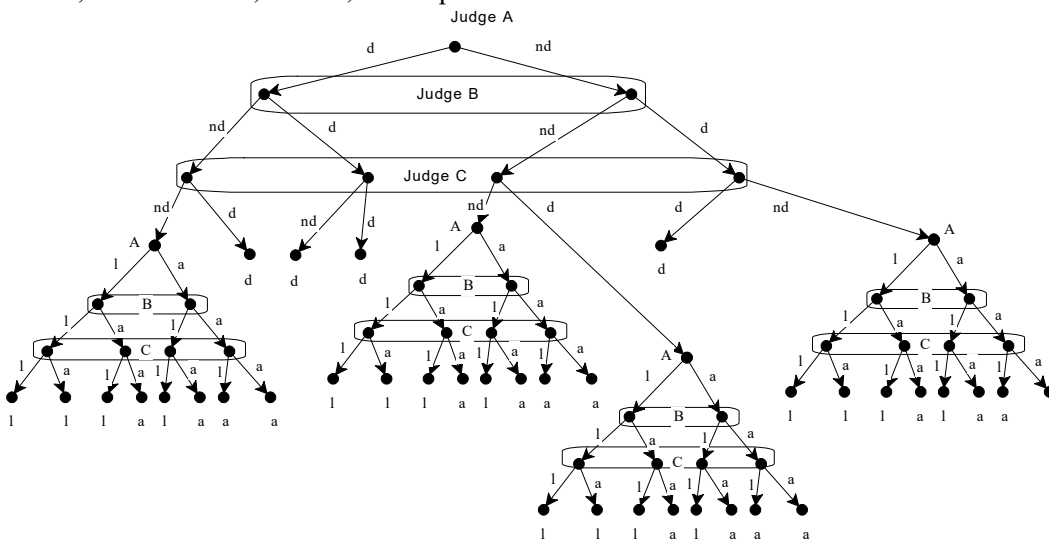 Judge A
d nd
Judge B
nd d nd d
Judge C
nd d nd d nd d d nd
d d d d
A
l a
B
l a l a
C
l a l a l a l a
l l l a l a a a
A
l a
B
l a l a
C
l a l a l a l a
l l l a l a a a
A
l a
B
l a l a
C
l a l a l a l a
l l l a l a a a
A
l a
B
l a l a
C
l a l a l a l a
l l l a l a a